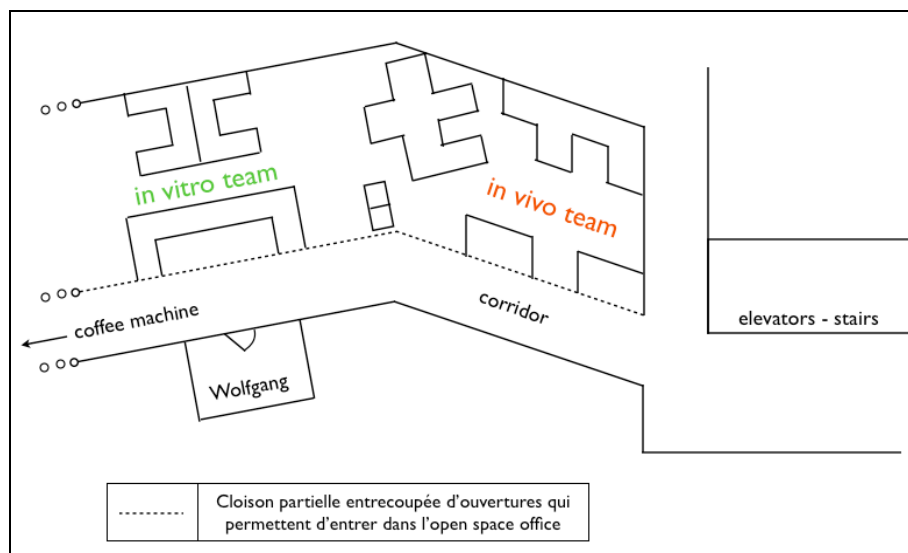 in vitro team
in vivo team
coffee machine
corridor
elevators - stairs
Wolfgang
Cloison partielle entrecoupée d'ouvertures qui
permettent d'entrer dans l'open space office